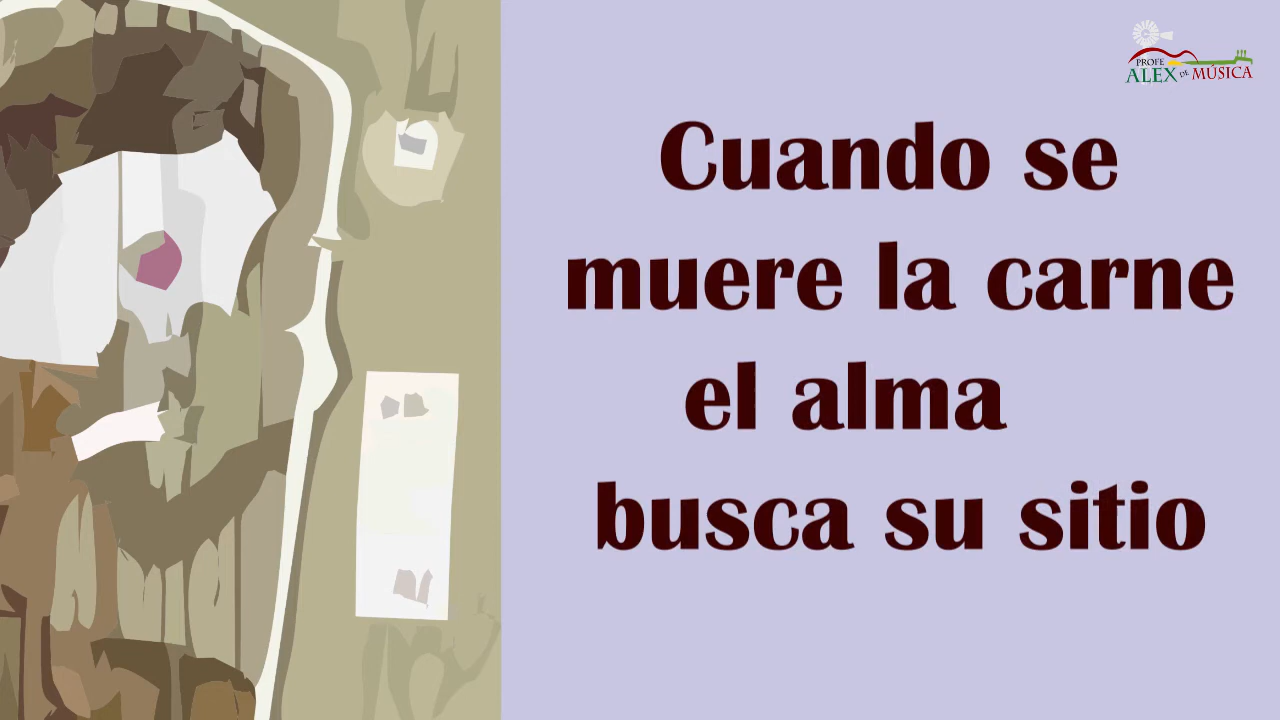 PROFE
ALEX DE MÚSICA
Cuando se
muere la carne
el alma
busca su sitio